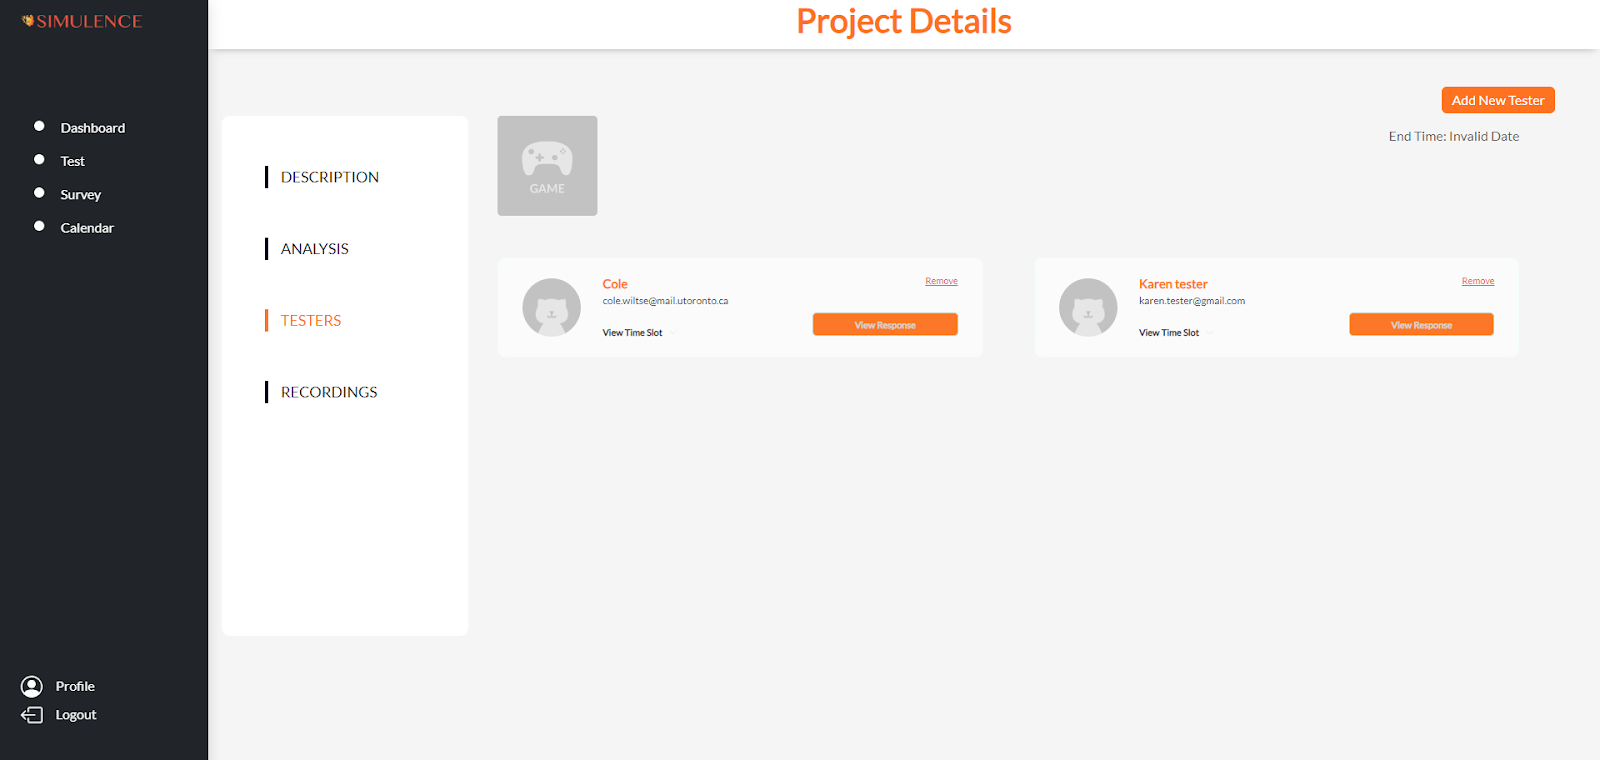 SIMULENCE
Project Details
Dashboard
Test
Survey
Calendar
Profile
Logout
DESCRIPTION
ANALYSIS
TESTERS
RECORDINGS
GAME
Add New Tester
End Time: Invalid Date
Cole
Remove
cole.wiltse@mail.utoronto.ca
View Time Slot
View Response
Karen tester
Remove
karen.tester@gmail.com
View Time Slot
View Response